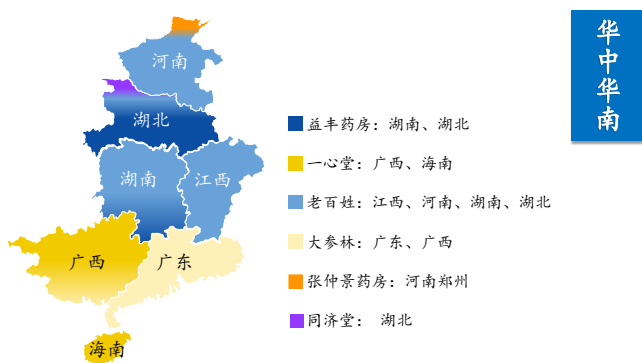 华中华南
河南
湖北
湖南
江西
广西
广东
海南
益丰药房：湖南、湖北
一心堂：广西、海南
老百姓：江西、河南、湖南、湖北
大参林：广东、广西
张仲景药房：河南郑州
同济堂： 湖北